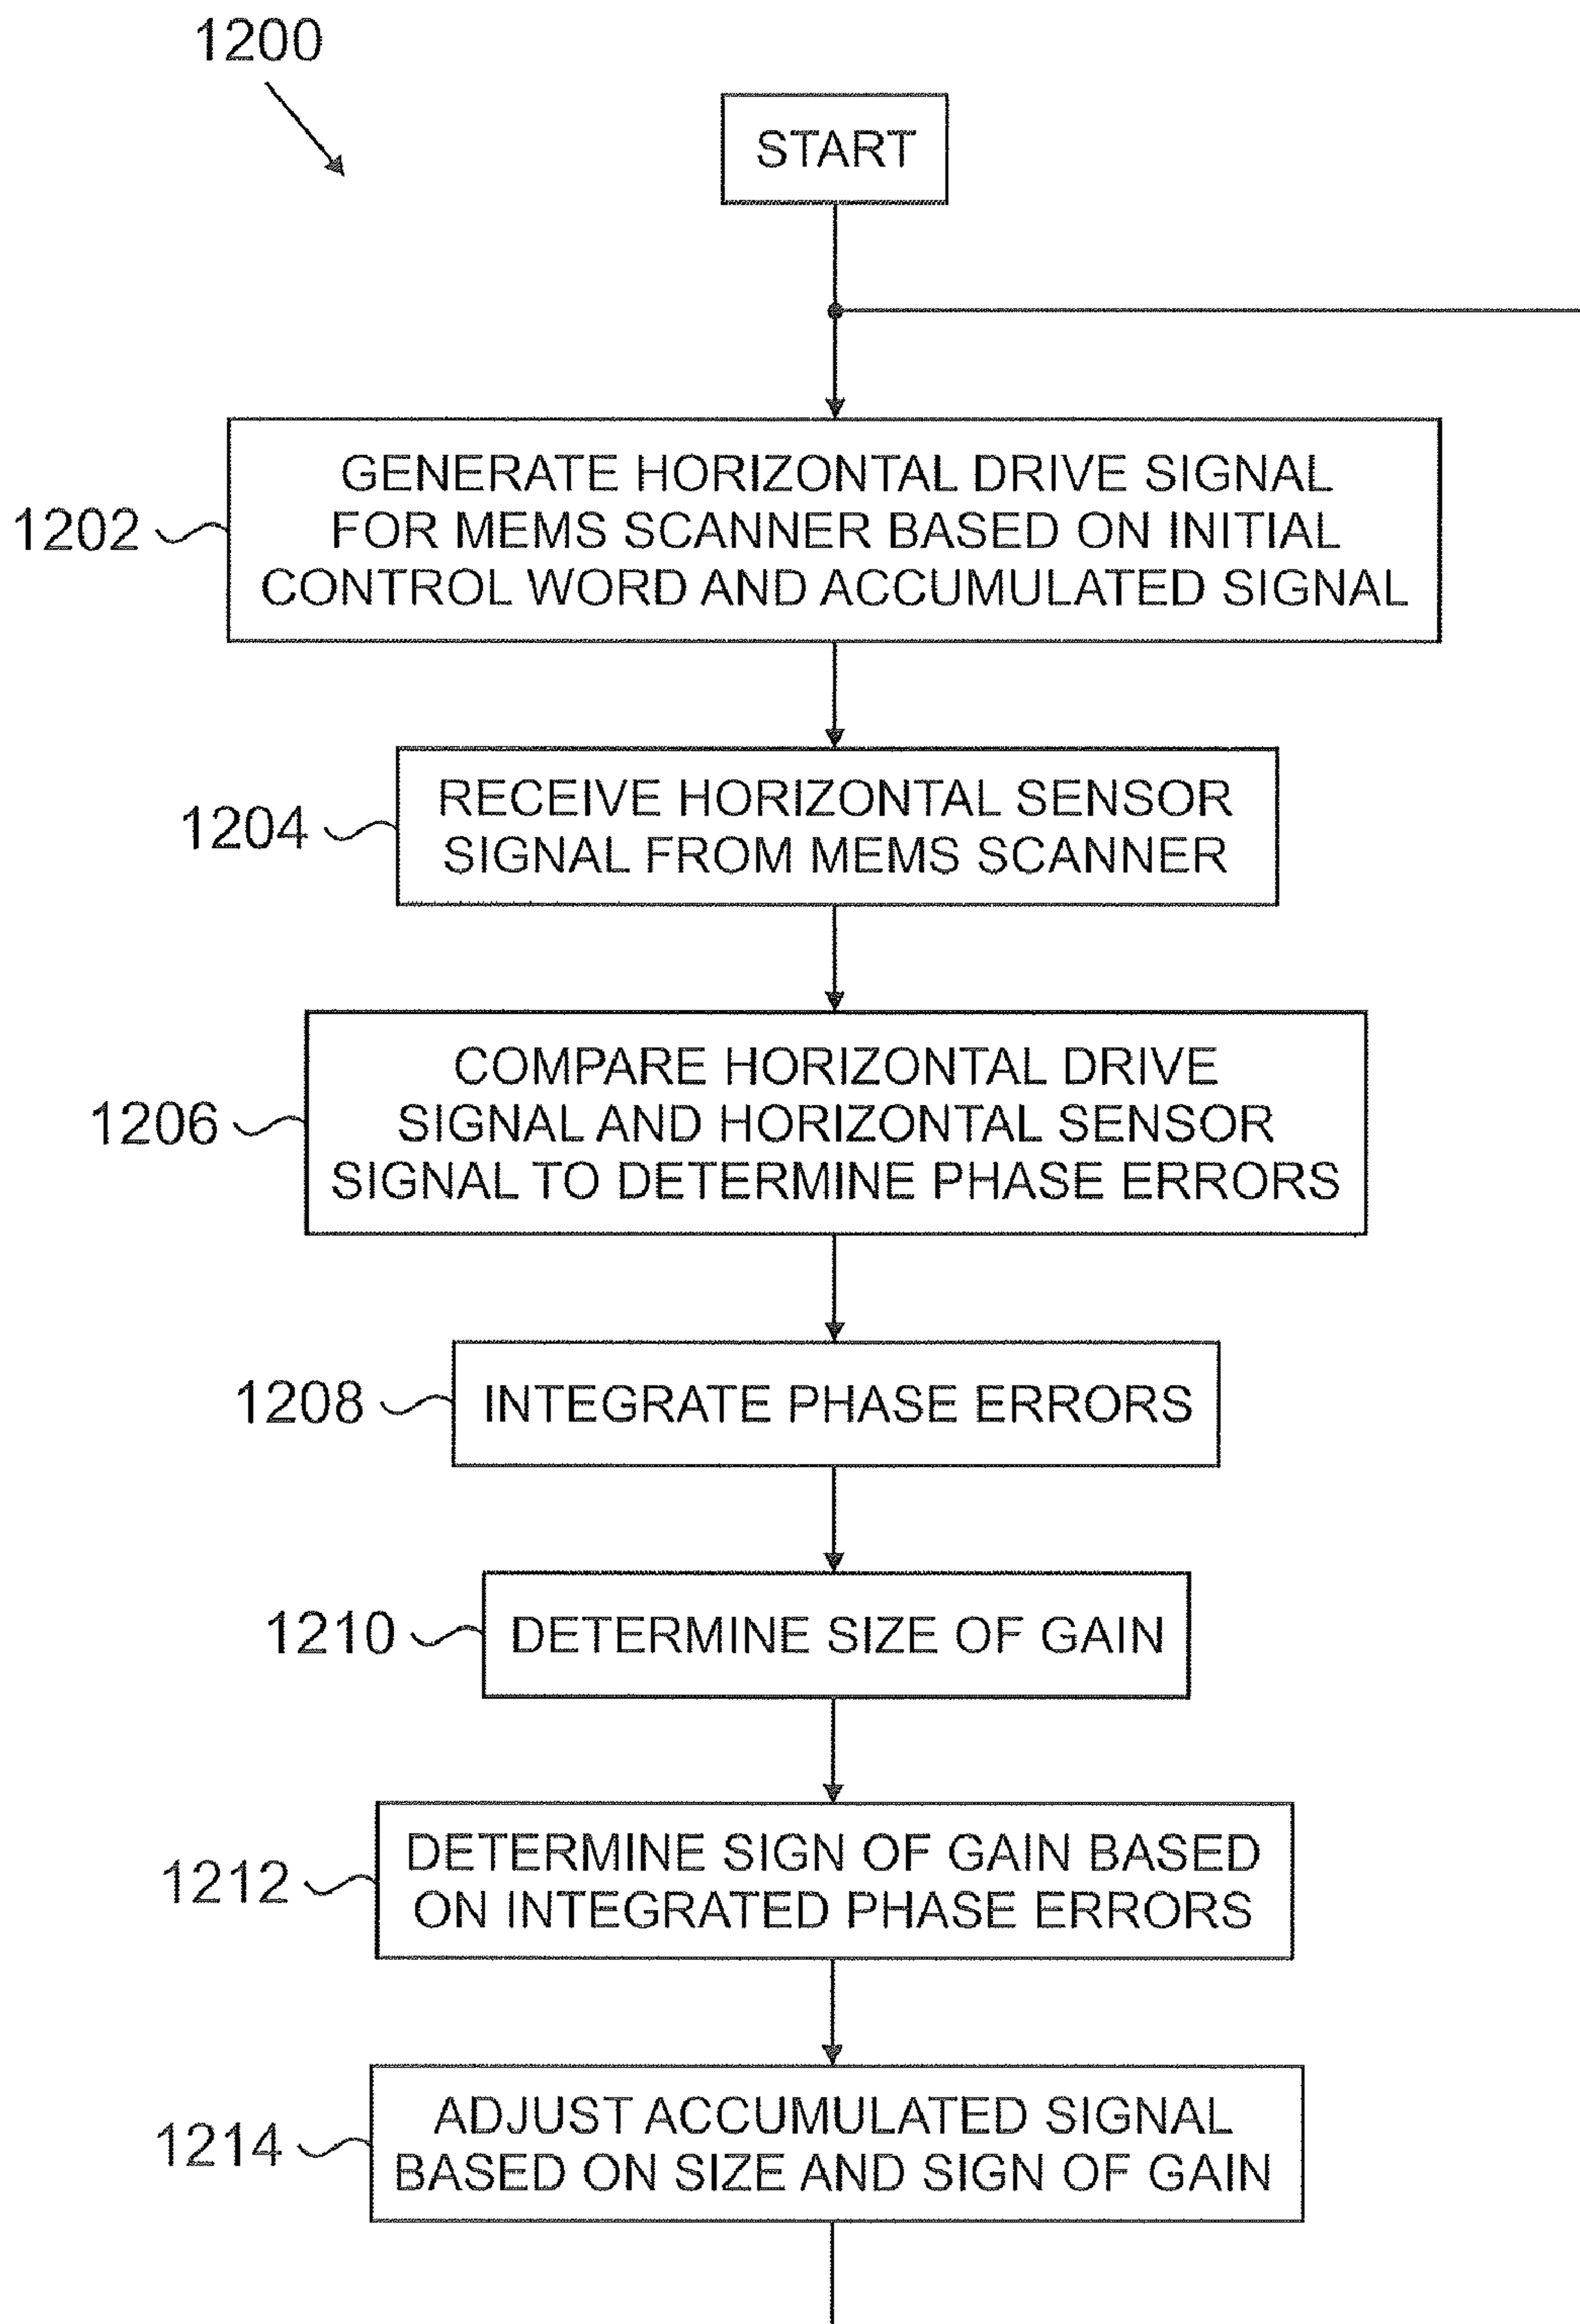 1200
START
1202
GENERATE HORIZONTAL DRIVE SIGNAL
FOR MEMS SCANNER BASED ON INITIAL
CONTROL WORD AND ACCUMULATED SIGNAL
1204
RECEIVE HORIZONTAL SENSOR
SIGNAL FROM MEMS SCANNER
1206
COMPARE HORIZONTAL DRIVE
SIGNAL AND HORIZONTAL SENSOR
SIGNAL TO DETERMINE PHASE ERRORS
1208
INTEGRATE PHASE ERRORS
1210
DETERMINE SIZE OF GAIN
1212
DETERMINE SIGN OF GAIN BASED
ON INTEGRATED PHASE ERRORS
1214
ADJUST ACCUMULATED SIGNAL
BASED ON SIZE AND SIGN OF GAIN